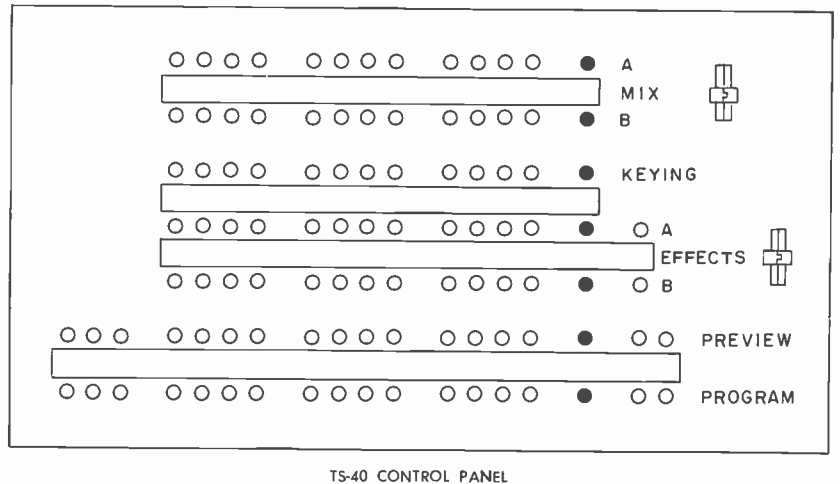 A
MIX
B
KEYING
A
EFFECTS
B
PREVIEW
PROGRAM
TS-40 CONTROL PANEL